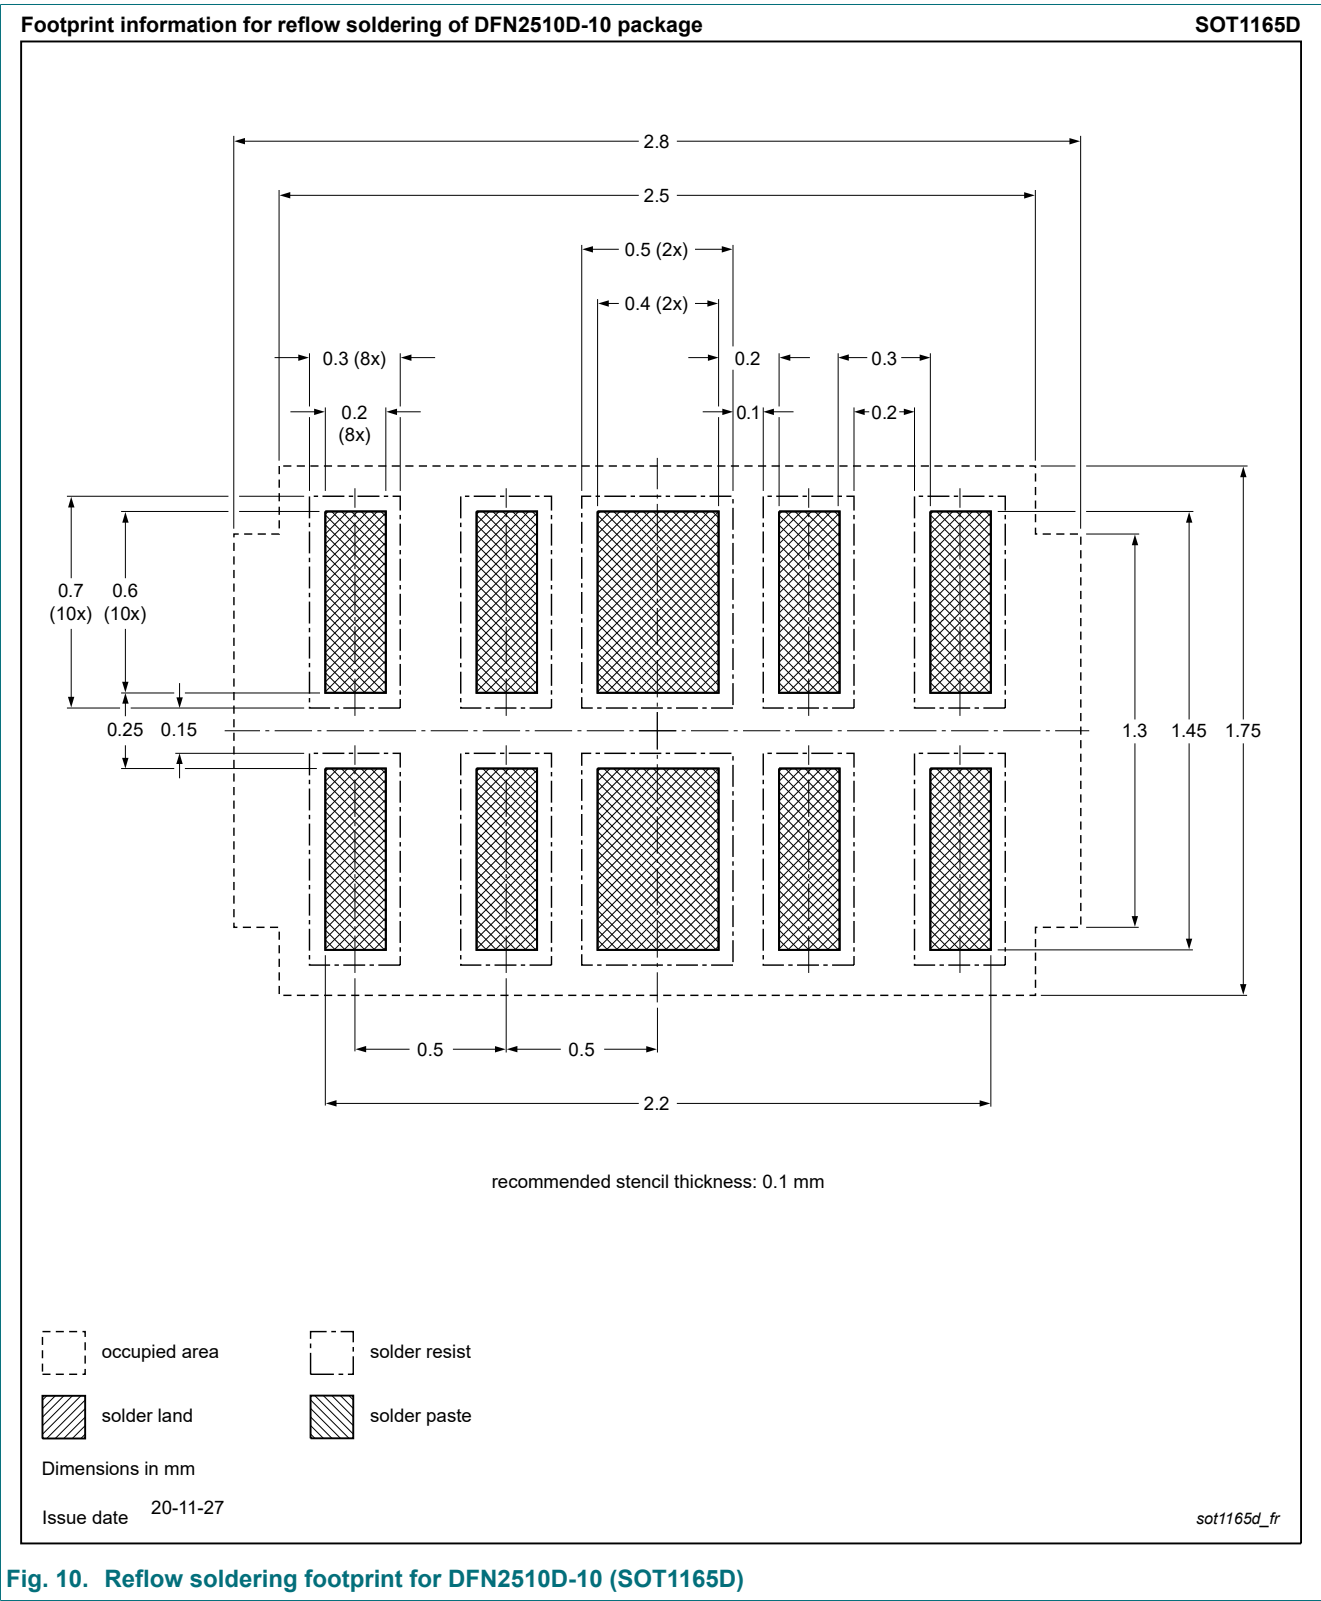 Footprint information for reflow soldering of DFN2510D-10 package SOT1165D
2.8
2.5
0.5 (2x)
0.4 (2x)
0.3 (8x) 0.2 0.3
0.2 0.1 0.2
(8x)
0.7 0.6
(10x) (10x)
0.25 0.15 1.3 1.45 1.75
0.5 0.5
2.2
recommended stencil thickness: 0.1 mm
occupied area solder resist
solder land solder paste
Dimensions in mm
Issue date 20-11-27 sot1165d_fr
Fig. 10. Reflow soldering footprint for DFN2510D-10 (SOT1165D)